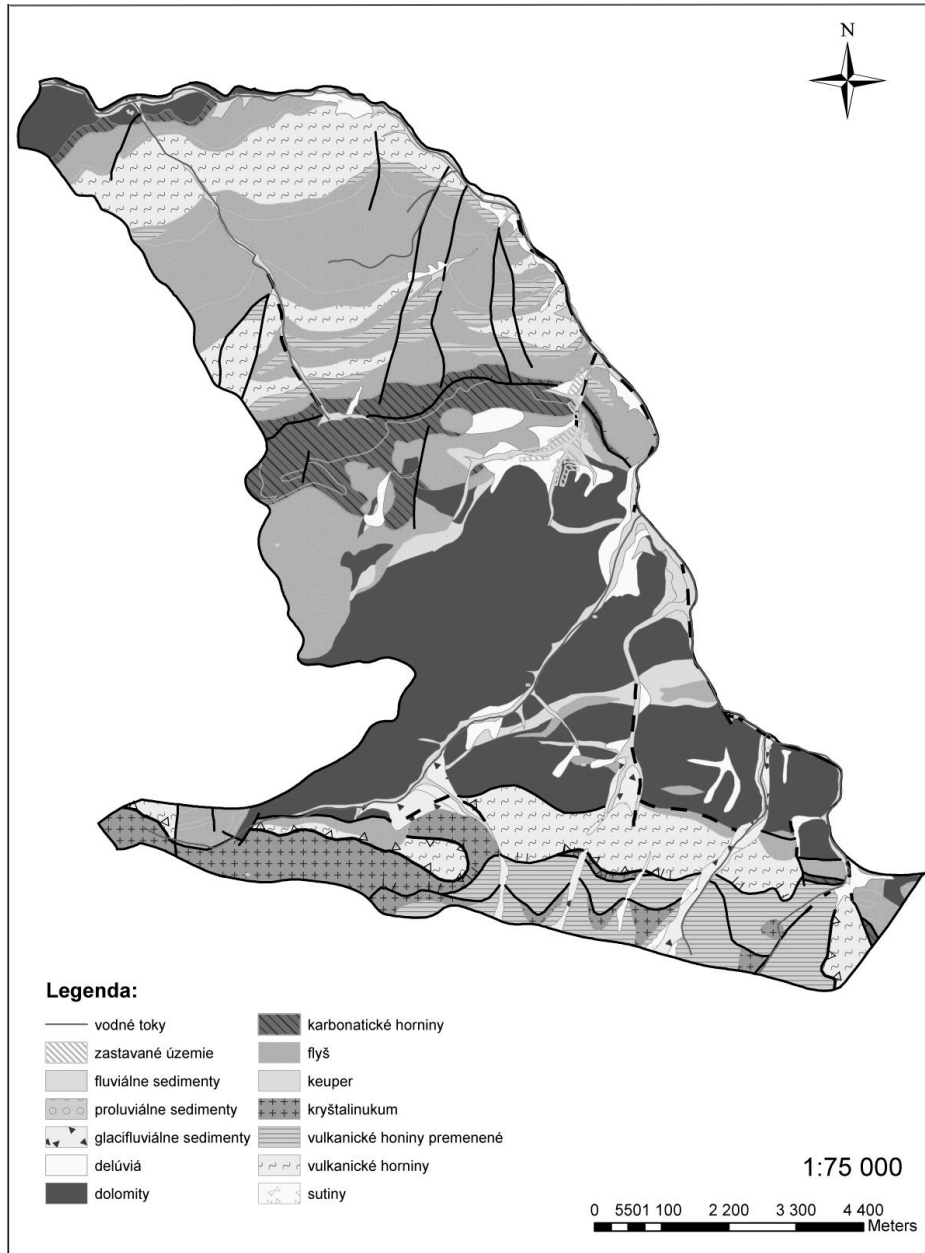 N
Legenda:
vodné toky
zastavané územie
fluviálne sedimenty
proluviálne sedimenty
glacifluviálne sedimenty
delúviá
dolomity
karbonatické horniny
flyš
keuper
kryštalinukum
vulkanické honiny premenené
vulkanické horniny
sutiny
1:75 000
0 5501 100 2 200 3 300 4 400
Meters